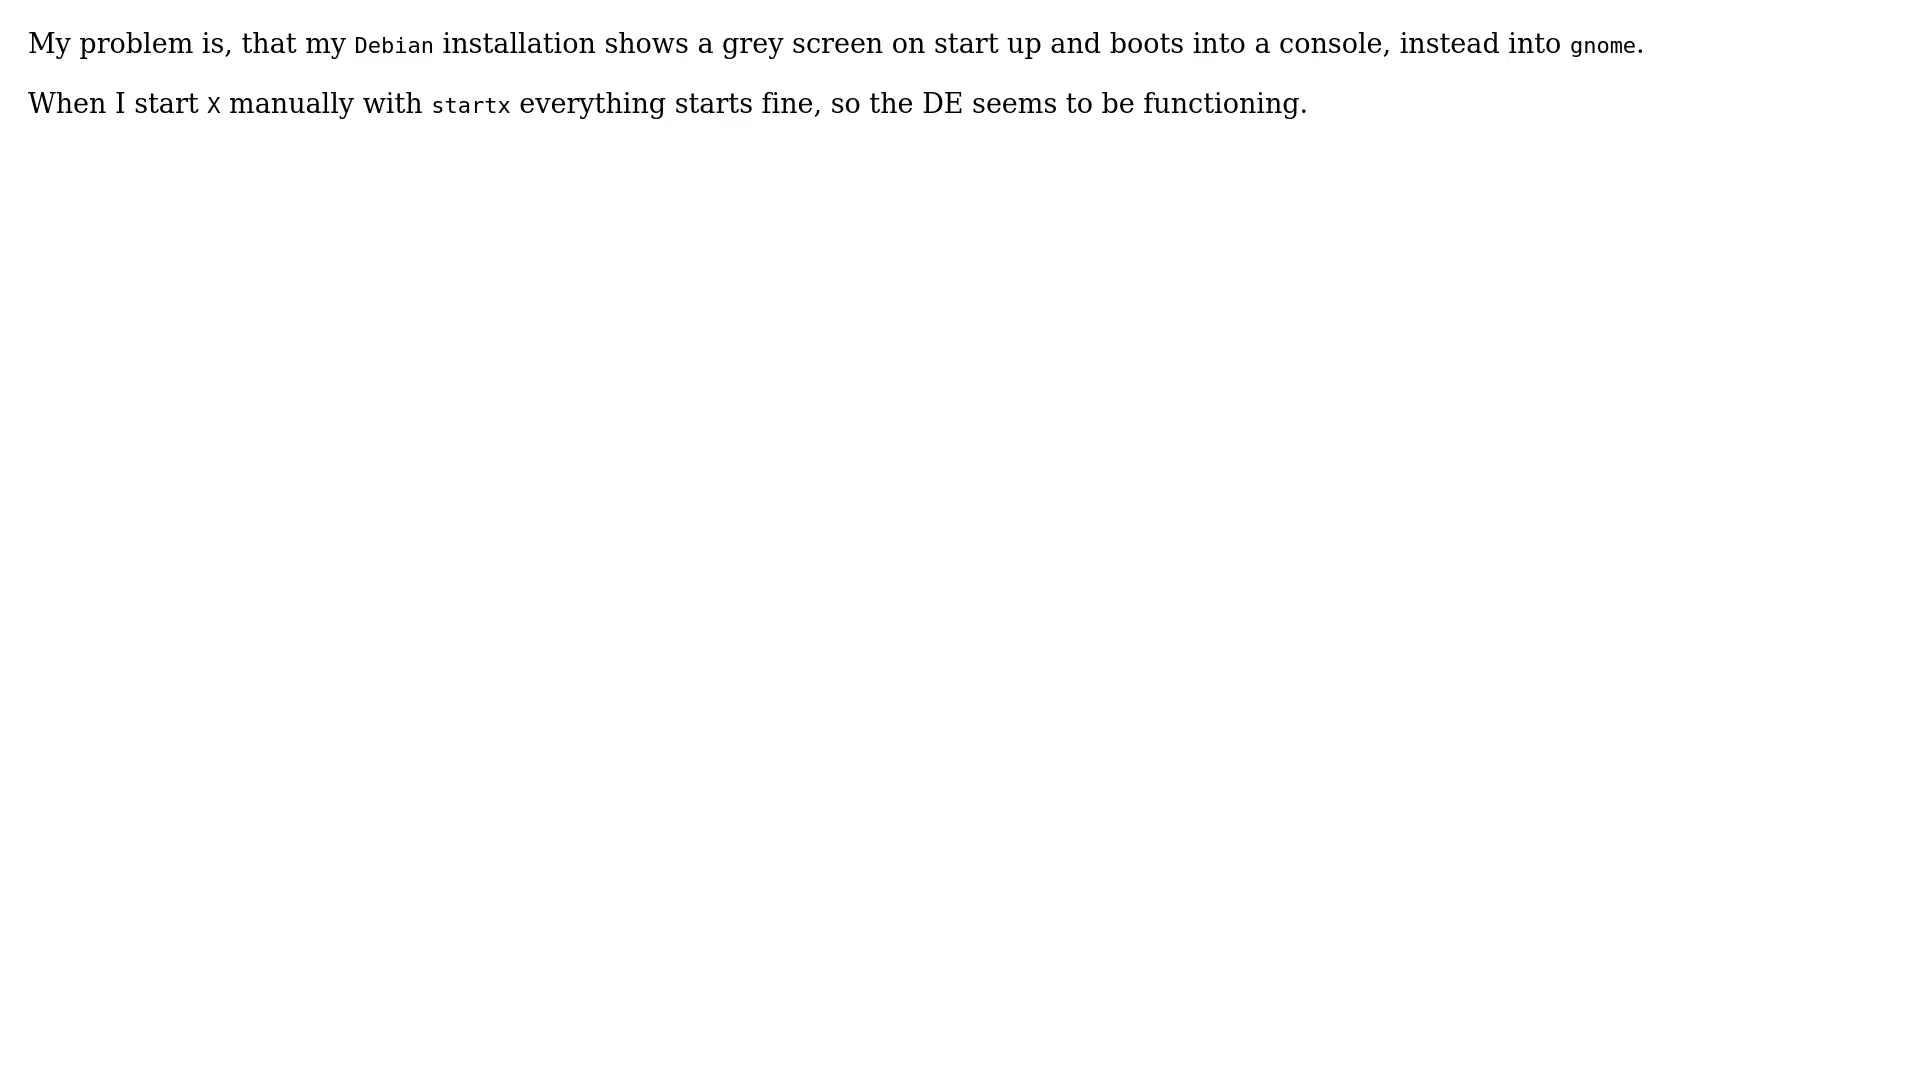 My problem is, that my Debian installation shows a grey screen on start up and boots into a console, instead into gnome.
When I start X manually with startx everything starts fine, so the DE seems to be functioning.